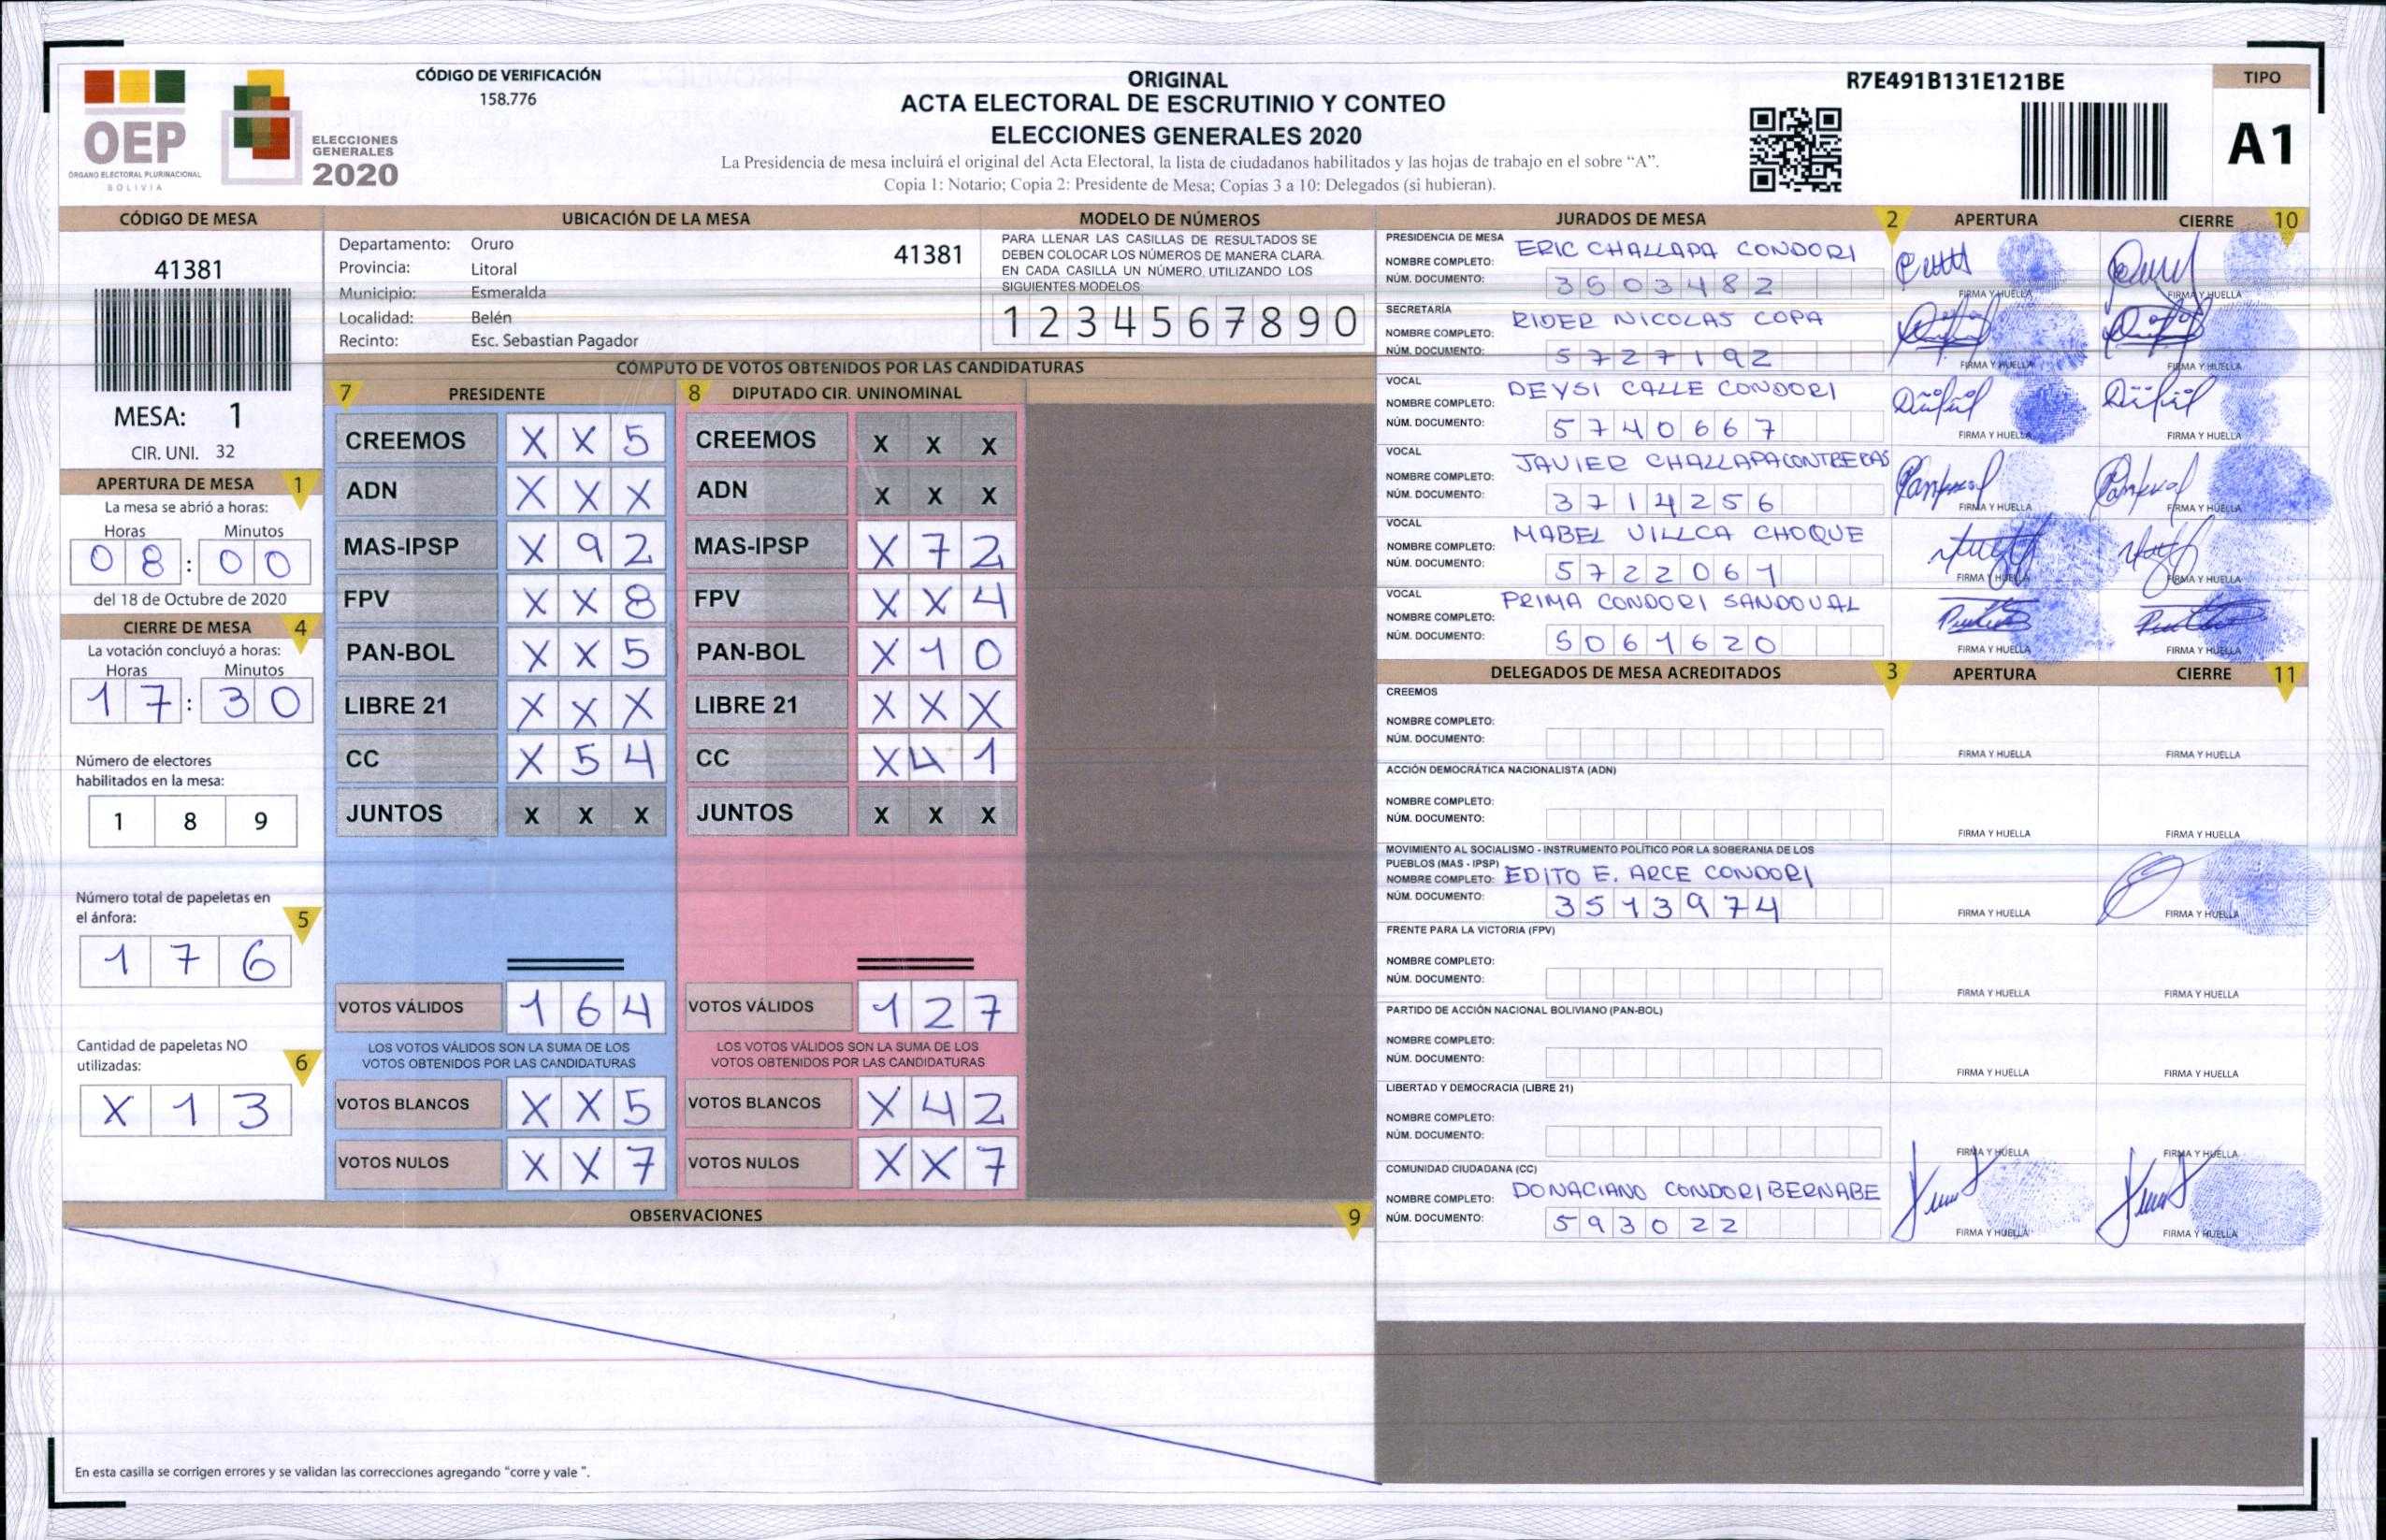 OEP
ÓRGANO ELECTORAL PLURINACIONAL
BOLIVIA
ELECCIONES
GENERALES
2020
CÓDIGO DE VERIFICACIÓN
158.776
ORIGINAL
ACTA ELECTORAL DE ESCRUTINIO Y CONTEO
ELECCIONES GENERALES 2020
La Presidencia de mesa incluirá el original del Acta Electoral, la lista de ciudadanos habilitados y las hojas de trabajo en el sobre “A”.
Copia 1: Notario; Copia 2: Presidente de Mesa; Copias 3 a 10: Delegados (si hubieran).
R7E491B131E121BE
TIPO
A1
CÓDIGO DE MESA
41381
MESA: 1
CIR. UNI. 32
APERTURA DE MESA 1
La mesa se abrió a horas:
Horas Minutos
08:00
del 18 de Octubre de 2020
CIERRE DE MESA 4
La votación concluyó a horas:
Horas Minutos
17:30
Número de electores
habilitados en la mesa:
1 8 9
Número total de papeletas en
el ánfora: 5
1 7 6
Cantidad de papeletas NO
utilizadas: 6
X 1 3
UBICACIÓN DE LA MESA
Departamento: Oruro 41381
Provincia: Litoral
Municipio: Esmeralda
Localidad: Belén
Recinto: Esc. Sebastian Pagador
MODELO DE NÚMEROS
PARA LLENAR LAS CASILLAS DE RESULTADOS SE
DEBEN COLOCAR LOS NÚMEROS DE MANERA CLARA.
EN CADA CASILLA UN NÚMERO, UTILIZANDO LOS
SIGUIENTES MODELOS:
1 2 3 4 5 6 7 8 9 0
CÓMPUTO DE VOTOS OBTENIDOS POR LAS CANDIDATURAS
7 PRESIDENTE
CREEMOS X X 5
ADN X X X
MAS-IPSP X 9 2
FPV X X 8
PAN-BOL X X 5
LIBRE 21 X X X
CC X 5 4
JUNTOS X X X
VOTOS VÁLIDOS 1 6 4
LOS VOTOS VÁLIDOS SON LA SUMA DE LOS
VOTOS OBTENIDOS POR LAS CANDIDATURAS
VOTOS BLANCOS X X 5
VOTOS NULOS X X 7
8 DIPUTADO CIR. UNINOMINAL
CREEMOS X X X
ADN X X X
MAS-IPSP X 7 2
FPV X X 4
PAN-BOL X 1 0
LIBRE 21 X X X
CC X 4 1
JUNTOS X X X
VOTOS VÁLIDOS 1 2 7
LOS VOTOS VÁLIDOS SON LA SUMA DE LOS
VOTOS OBTENIDOS POR LAS CANDIDATURAS
VOTOS BLANCOS X 4 2
VOTOS NULOS X X 7
OBSERVACIONES 9
En esta casilla se corrigen errores y se validan las correcciones agregando “corre y vale ”.
JURADOS DE MESA 2 APERTURA CIERRE 10
PRESIDENCIA DE MESA
NOMBRE COMPLETO: ERIC CHALLAPA CONDORI
NÚM. DOCUMENTO: 3503482
FIRMA Y HUELLA FIRMA Y HUELLA
SECRETARÍA
NOMBRE COMPLETO: RIDER NICOLAS COPA
NÚM. DOCUMENTO: 5727192
FIRMA Y HUELLA FIRMA Y HUELLA
VOCAL
NOMBRE COMPLETO: DEYSI CALLE CONDORI
NÚM. DOCUMENTO: 5740667
FIRMA Y HUELLA FIRMA Y HUELLA
VOCAL
NOMBRE COMPLETO: JAVIER CHALLAPA CONTRERAS
NÚM. DOCUMENTO: 3714256
FIRMA Y HUELLA FIRMA Y HUELLA
VOCAL
NOMBRE COMPLETO: MABEL VILLCA CHOQUE
NÚM. DOCUMENTO: 5722061
FIRMA Y HUELLA FIRMA Y HUELLA
VOCAL
NOMBRE COMPLETO: PRIMA CONDORI SANDOVAL
NÚM. DOCUMENTO: 5061620
FIRMA Y HUELLA FIRMA Y HUELLA
DELEGADOS DE MESA ACREDITADOS 3 APERTURA CIERRE 11
CREEMOS
NOMBRE COMPLETO:
NÚM. DOCUMENTO:
FIRMA Y HUELLA FIRMA Y HUELLA
ACCIÓN DEMOCRÁTICA NACIONALISTA (ADN)
NOMBRE COMPLETO:
NÚM. DOCUMENTO:
FIRMA Y HUELLA FIRMA Y HUELLA
MOVIMIENTO AL SOCIALISMO - INSTRUMENTO POLÍTICO POR LA SOBERANIA DE LOS
PUEBLOS (MAS - IPSP)
NOMBRE COMPLETO: EDITO E. ARCE CONDORI
NÚM. DOCUMENTO: 3513974
FIRMA Y HUELLA FIRMA Y HUELLA
FRENTE PARA LA VICTORIA (FPV)
NOMBRE COMPLETO:
NÚM. DOCUMENTO:
FIRMA Y HUELLA FIRMA Y HUELLA
PARTIDO DE ACCIÓN NACIONAL BOLIVIANO (PAN-BOL)
NOMBRE COMPLETO:
NÚM. DOCUMENTO:
FIRMA Y HUELLA FIRMA Y HUELLA
LIBERTAD Y DEMOCRACIA (LIBRE 21)
NOMBRE COMPLETO:
NÚM. DOCUMENTO:
FIRMA Y HUELLA FIRMA Y HUELLA
COMUNIDAD CIUDADANA (CC)
NOMBRE COMPLETO: DONACIANO CONDORI BERNABE
NÚM. DOCUMENTO: 593022
FIRMA Y HUELLA FIRMA Y HUELLA